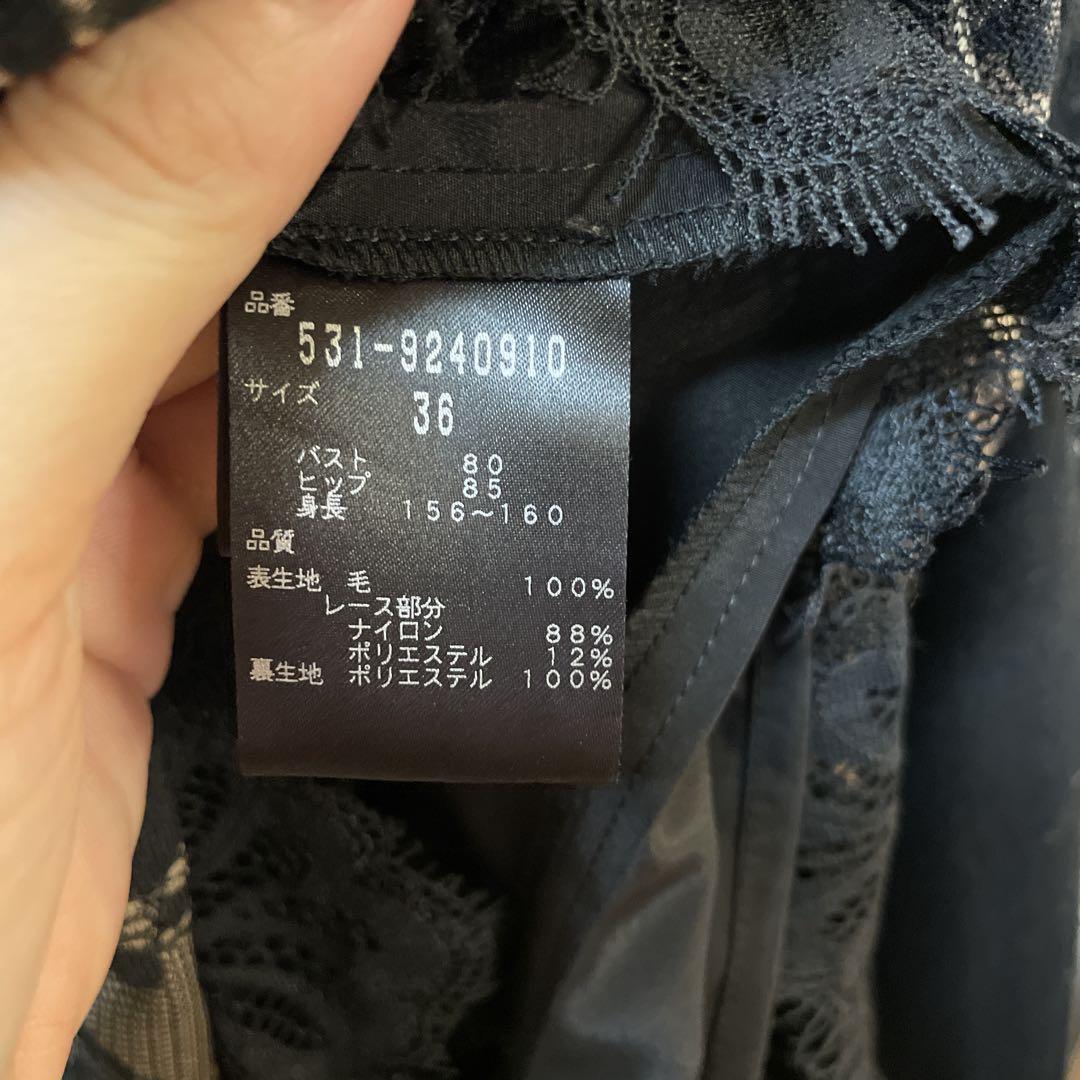 品番
531-9240910
サイズ
36
バスト 80
ヒップ 85
身長 156～160
品質
表生地 毛 100%
レース部分
ナイロン 88%
ポリエステル 12%
裏生地 ポリエステル 100%